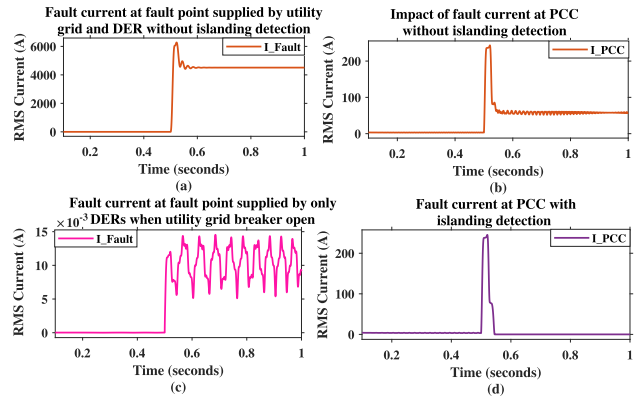 Fault current at fault point supplied by utility
grid and DER without islanding detection
I_Fault
RMS Current (A)
6000
4000
2000
0
0.2
0.4
0.6
0.8
1
Time (seconds)
(a)
Impact of fault current at PCC
without islanding detection
I_PCC
RMS Current (A)
200
100
0
0.2
0.4
0.6
0.8
1
Time (seconds)
(b)
Fault current at fault point supplied by only
×10⁻³ DERs when utility grid breaker open
I_Fault
RMS Current (A)
15
10
5
0
0.2
0.4
0.6
0.8
1
Time (seconds)
(c)
Fault current at PCC with
islanding detection
I_PCC
RMS Current (A)
200
100
0
0.2
0.4
0.6
0.8
1
Time (seconds)
(d)